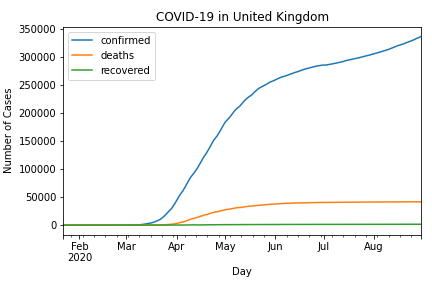 COVID-19 in United Kingdom
confirmed
deaths
recovered
Number of Cases
350000
300000
250000
200000
150000
100000
50000
0
Feb Mar Apr May Jun Jul Aug
2020
Day